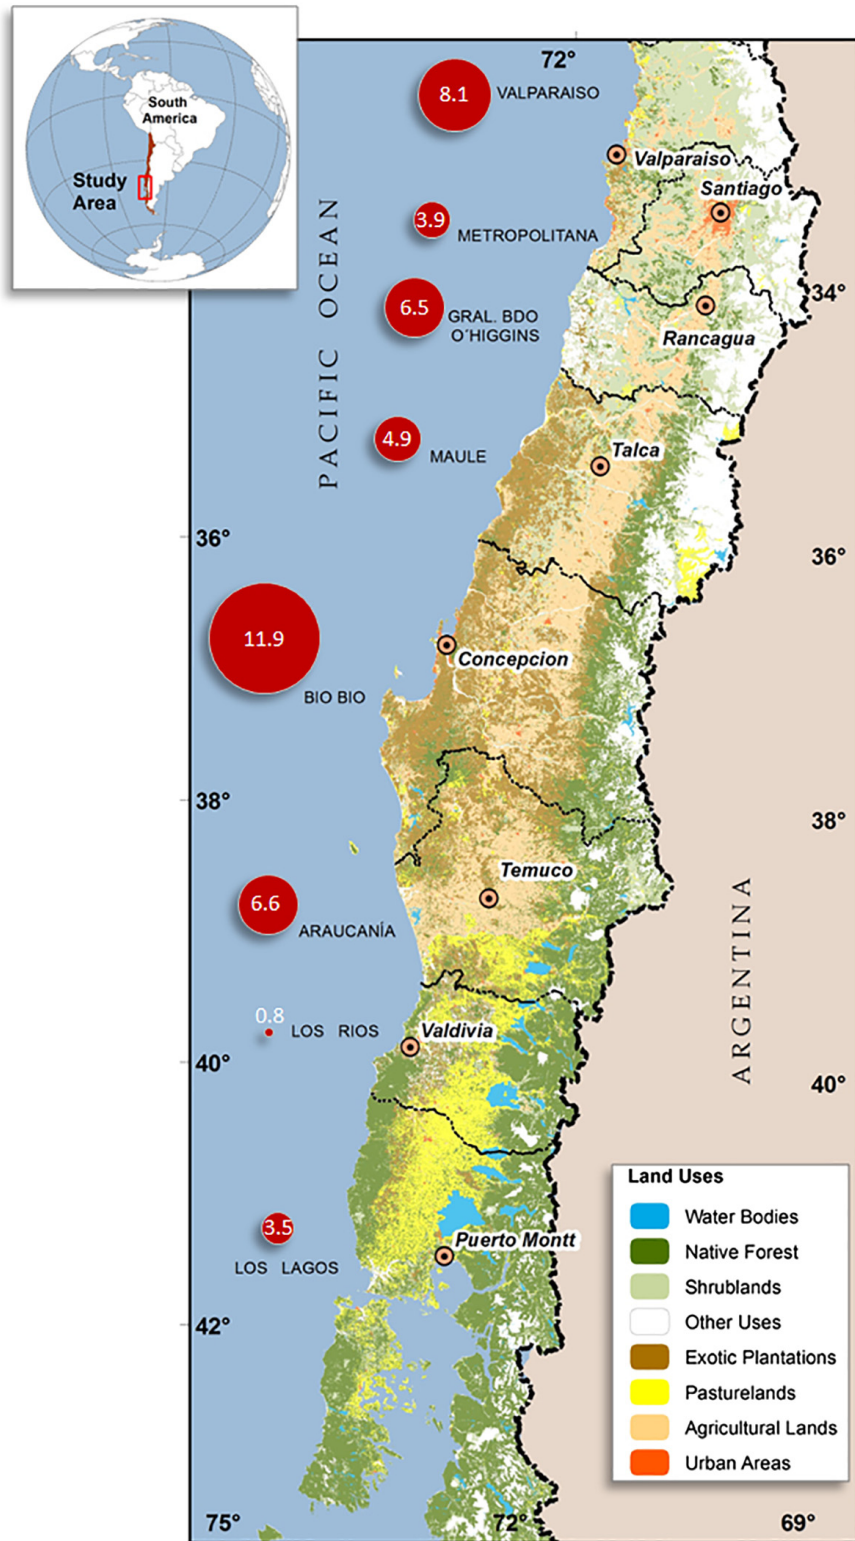 South
America
Study
Area
72°
8.1
VALPARAISO
Valparaiso
Santiago
3.9
METROPOLITANA
PACIFIC OCEAN
34°
6.5
GRAL. BDO
O´HIGGINS
Rancagua
4.9
MAULE
Talca
36°
36°
11.9
BIO BIO
Concepcion
38°
38°
Temuco
6.6
ARAUCANÍA
ARGENTINA
0.8
LOS RIOS
Valdivia
40°
40°
3.5
LOS LAGOS
Puerto Montt
42°
Land Uses
Water Bodies
Native Forest
Shrublands
Other Uses
Exotic Plantations
Pasturelands
Agricultural Lands
Urban Areas
75°
72°
69°